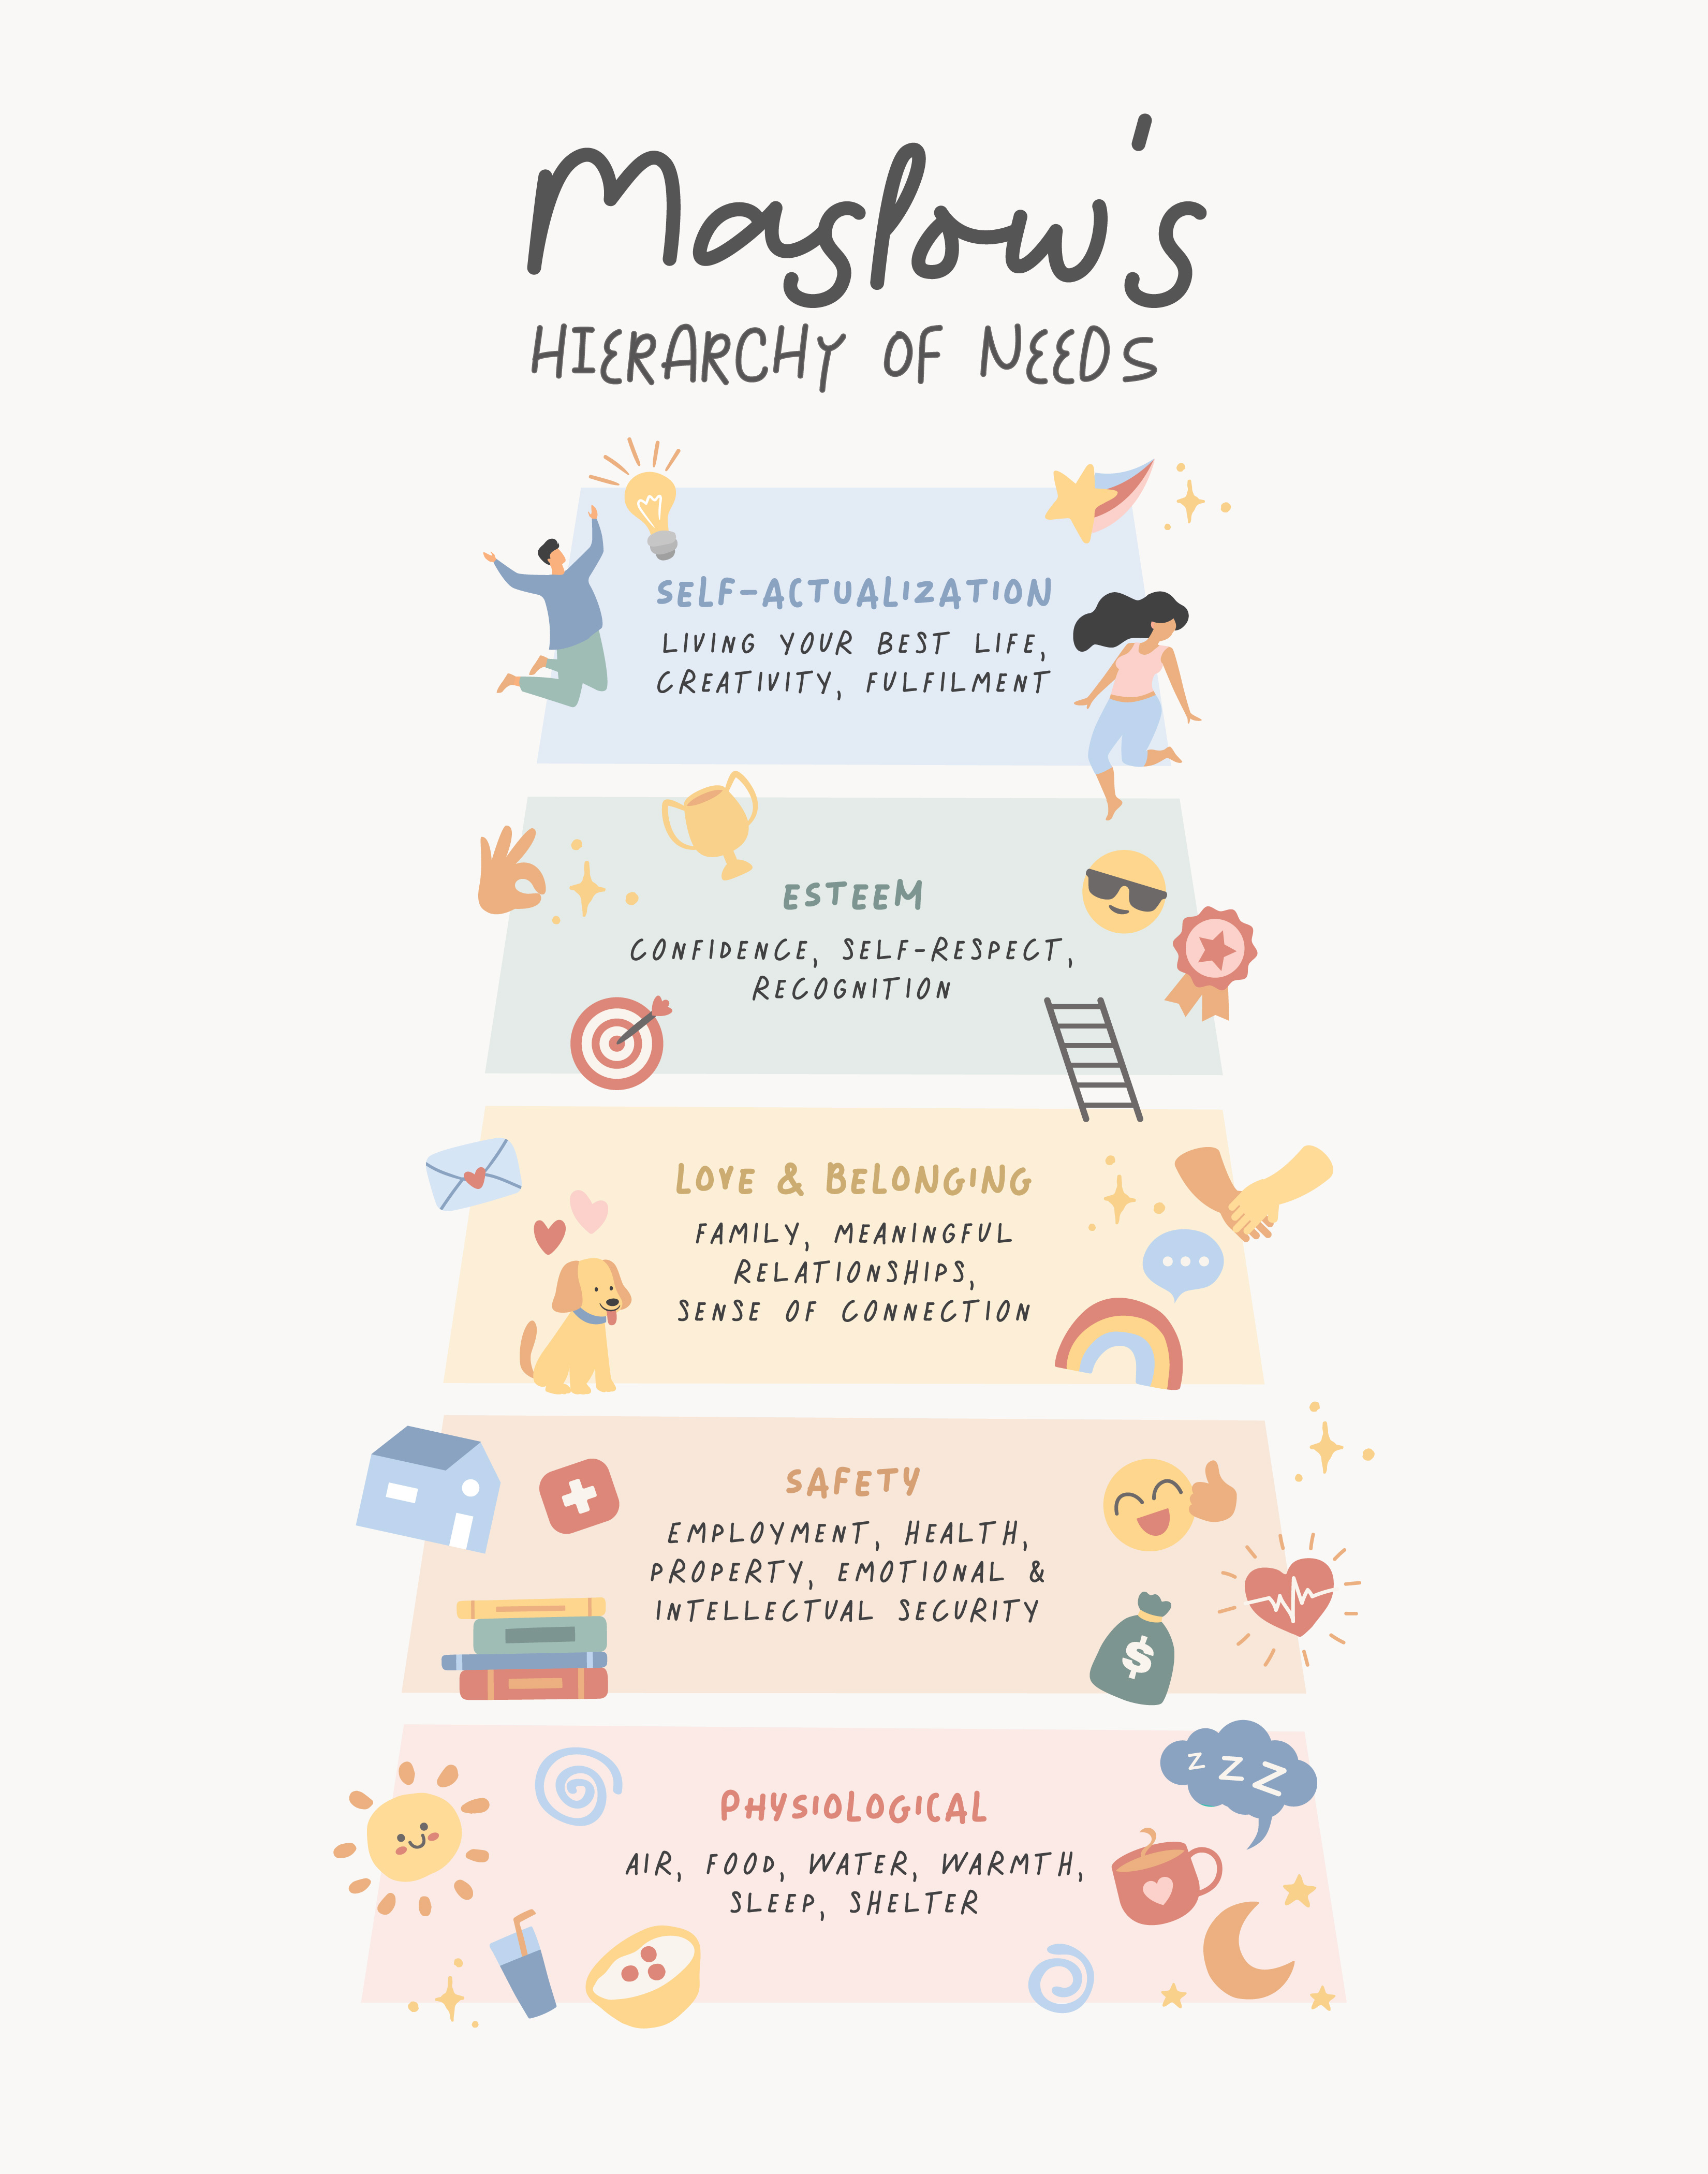 Maslow's
HIERARCHY OF NEEDS
SELF-ACTUALIZATION
LIVING YOUR BEST LIFE,
CREATIVITY, FULFILMENT
ESTEEM
CONFIDENCE, SELF-RESPECT,
RECOGNITION
LOVE & BELONGING
FAMILY, MEANINGFUL
RELATIONSHIPS,
SENSE OF CONNECTION
SAFETY
EMPLOYMENT, HEALTH,
PROPERTY, EMOTIONAL &
INTELLECTUAL SECURITY
$
Z Z Z
PHYSIOLOGICAL
AIR, FOOD, WATER, WARMTH,
SLEEP, SHELTER